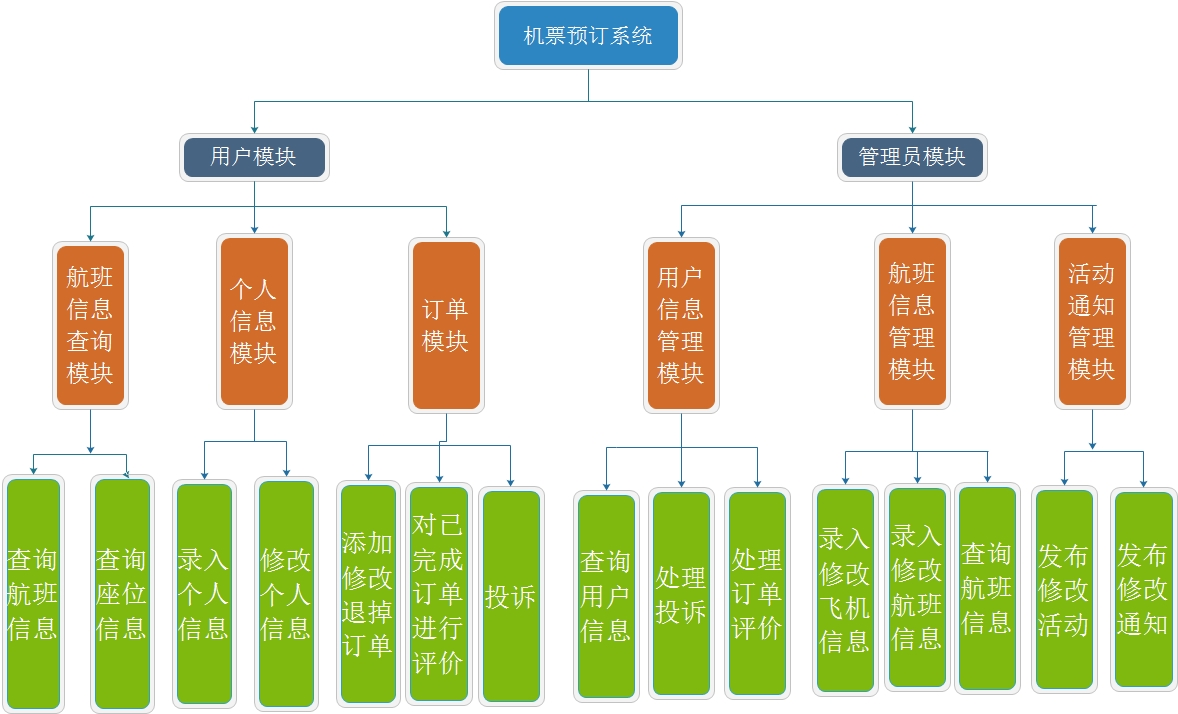 机票预订系统
用户模块
管理员模块
航班
信息
查询
模块
个人
信息
模块
订单
模块
用户
信息
管理
模块
航班
信息
管理
模块
活动
通知
管理
模块
查询
航班
信息
查询
座位
信息
录入
个人
信息
修改
个人
信息
添加
修改
退掉
订单
对已
完成
订单
进行
评价
投诉
查询
用户
信息
处理
投诉
处理
订单
评价
录入
修改
飞机
信息
录入
修改
航班
信息
查询
航班
信息
发布
修改
活动
发布
修改
通知